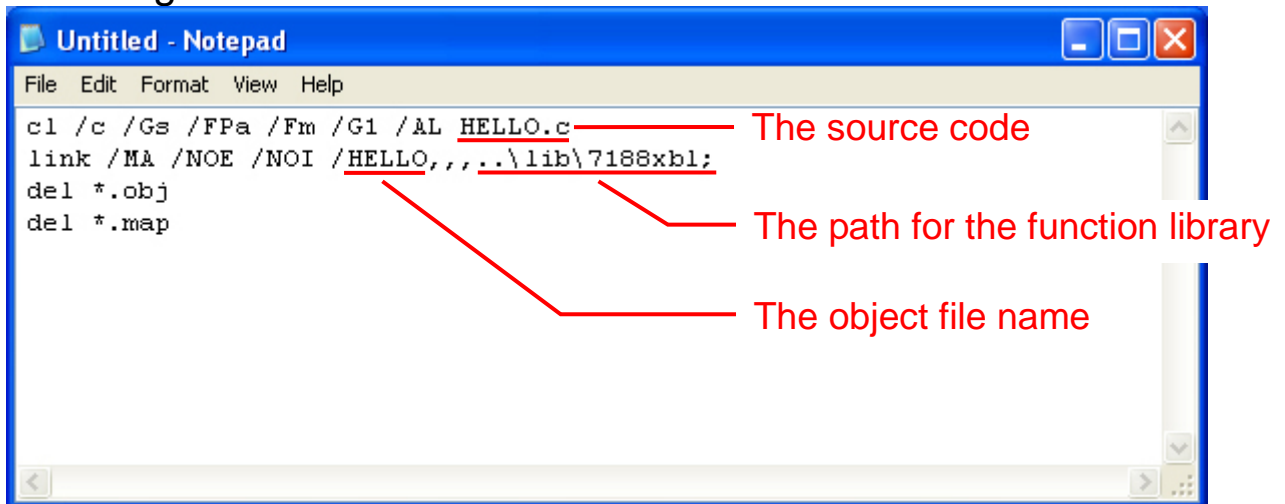 Untitled - Notepad
File Edit Format View Help
cl /c /Gs /FPa /Fm /G1 /AL HELLO.c
The source code
link /MA /NOE /NOI /HELLO,,,..\lib\7188xbl;
del *.obj
del *.map
The path for the function library
The object file name